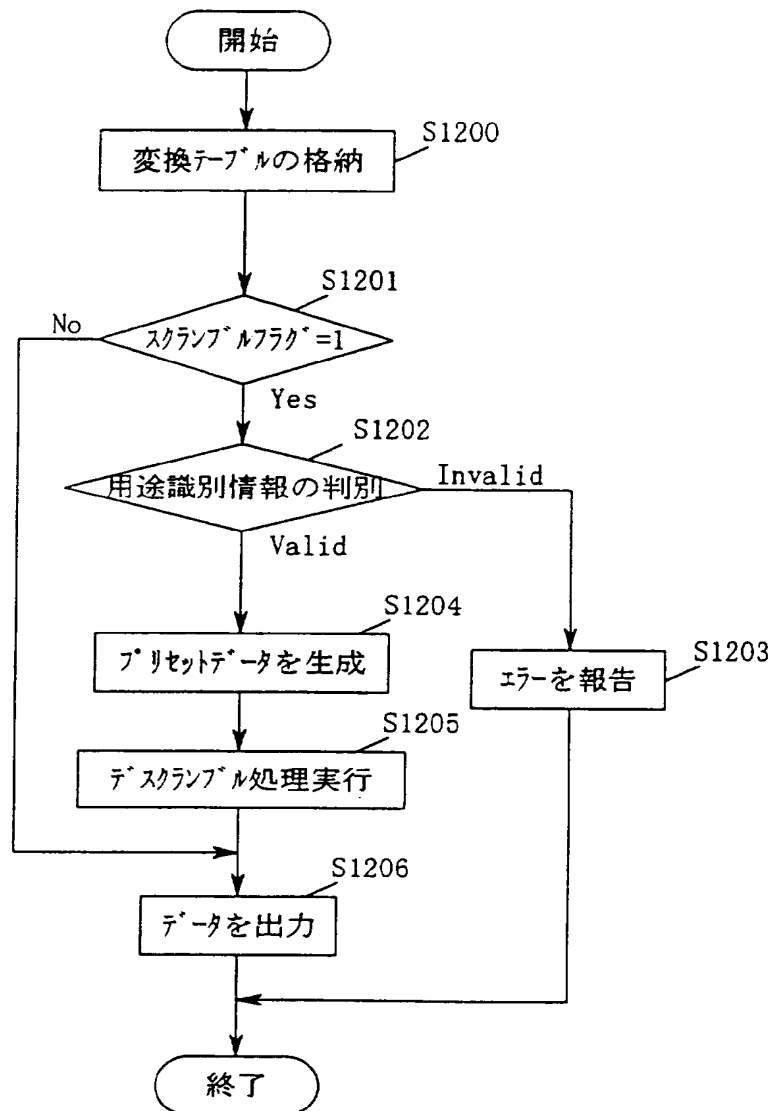 開始
S1200
変換ﾃｰﾌﾞﾙの格納
S1201
No
ｽｸﾗﾝﾌﾞﾙﾌﾗｸﾞ=1
Yes
S1202
用途識別情報の判別
Invalid
Valid
S1204
ﾌﾟﾘｾｯﾄﾃﾞｰﾀを生成
S1203
ｴﾗｰを報告
S1205
ﾃﾞｽｸﾗﾝﾌﾞﾙ処理実行
S1206
ﾃﾞｰﾀを出力
終了